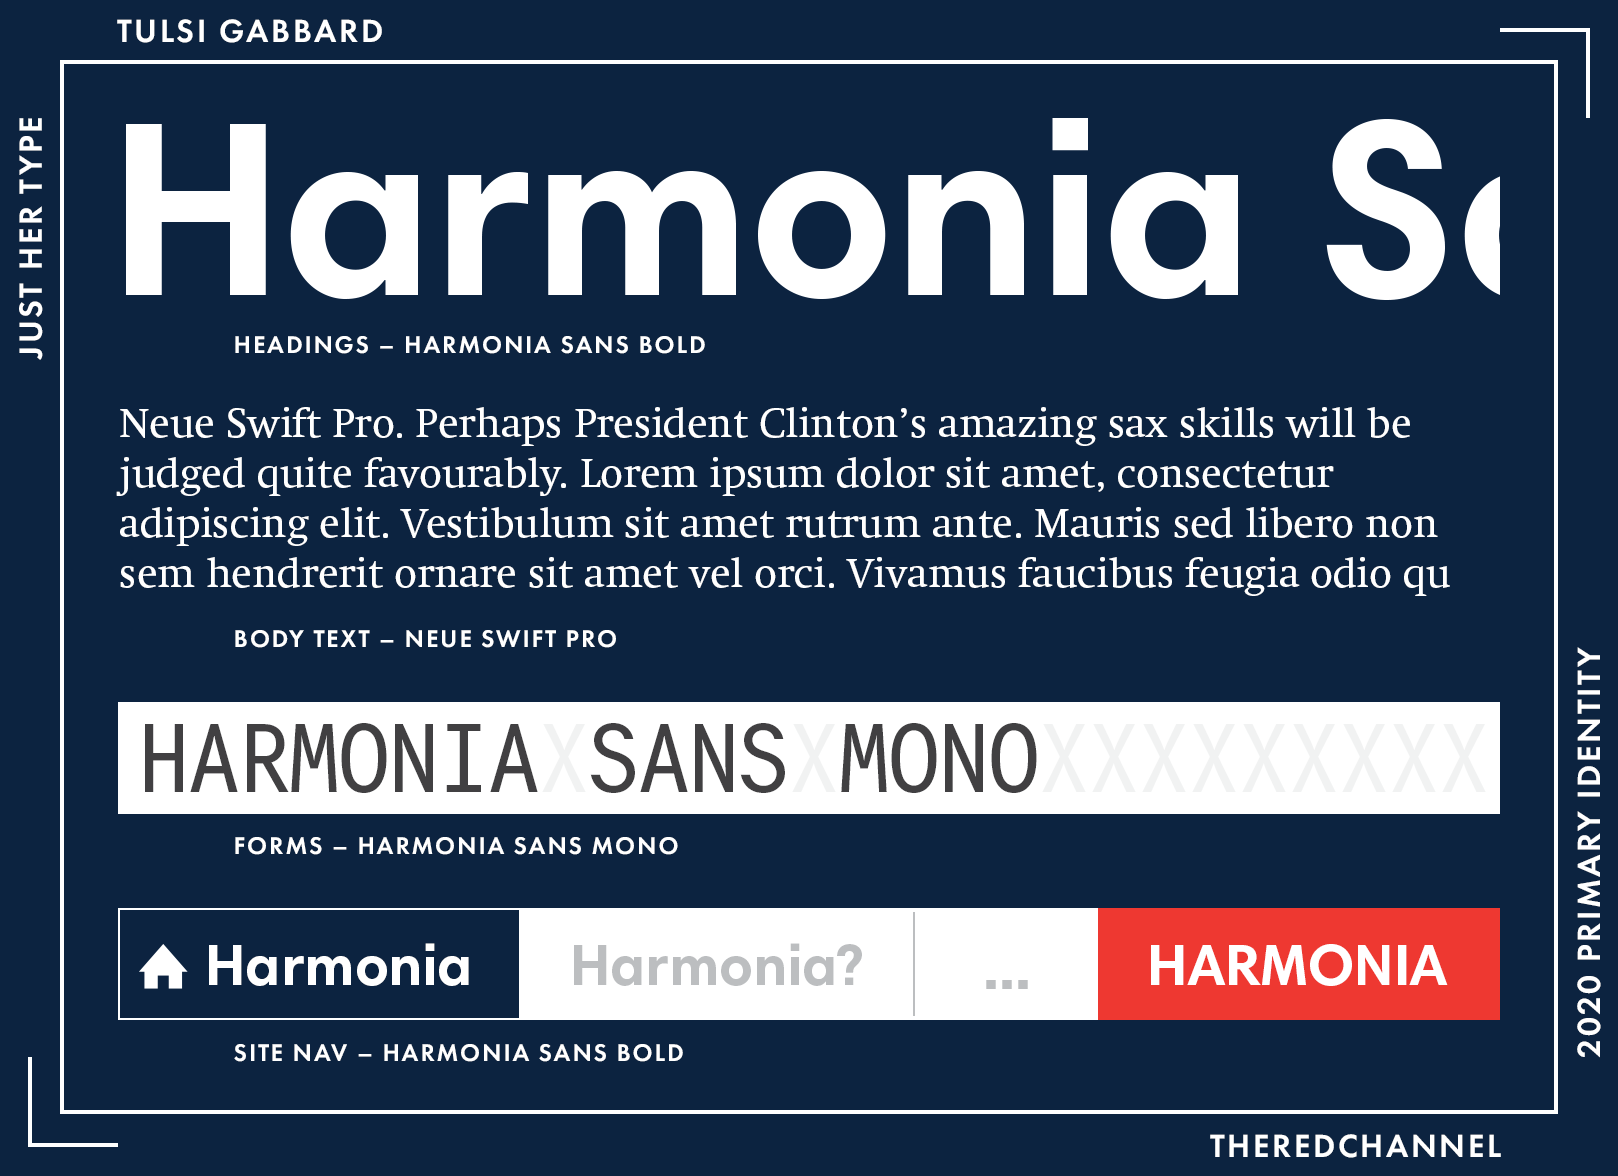 TULSI GABBARD
JUST HER TYPE
Harmonia S
HEADINGS – HARMONIA SANS BOLD
Neue Swift Pro. Perhaps President Clinton’s amazing sax skills will be
judged quite favourably. Lorem ipsum dolor sit amet, consectetur
adipiscing elit. Vestibulum sit amet rutrum ante. Mauris sed libero non
sem hendrerit ornare sit amet vel orci. Vivamus faucibus feugia odio qu
BODY TEXT – NEUE SWIFT PRO
HARMONIAXSANSXMONOXXXXXXXXX
FORMS – HARMONIA SANS MONO
Harmonia Harmonia? ... HARMONIA
SITE NAV – HARMONIA SANS BOLD
2020 PRIMARY IDENTITY
THEREDCHANNEL